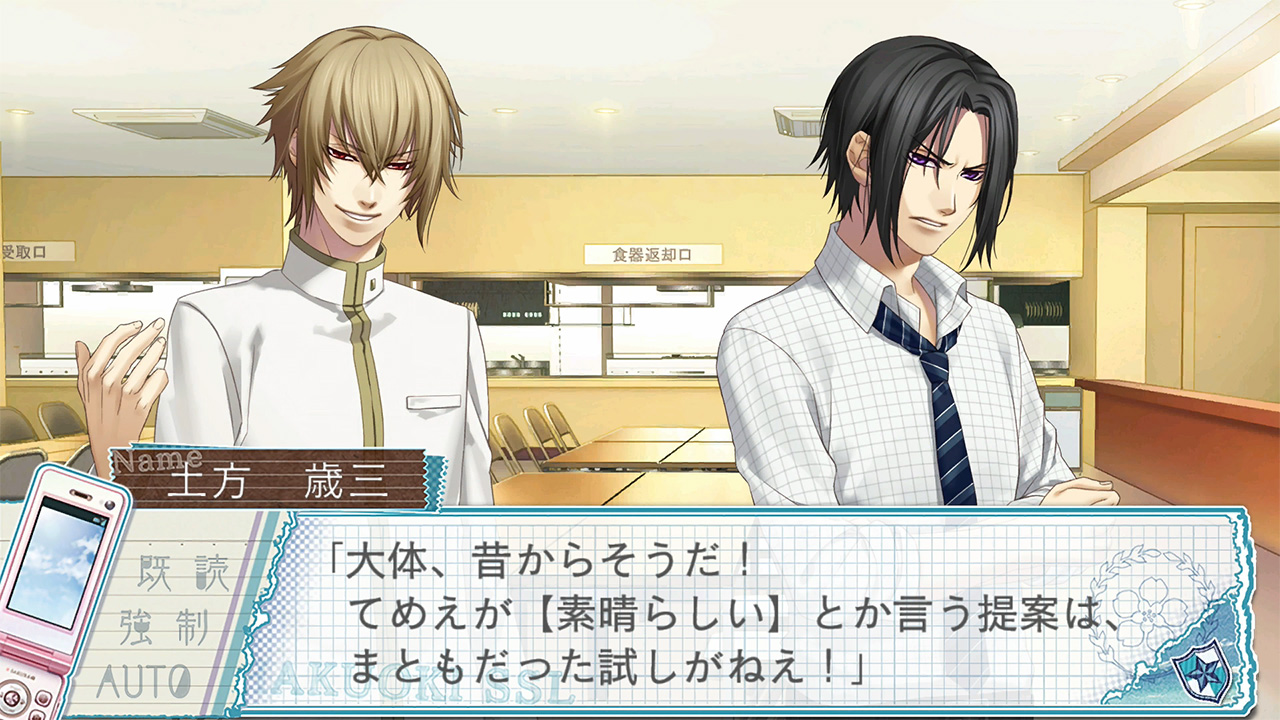 受取口
食器返却口
Name
土方 歳三
「大体、昔からそうだ！
てめえが【素晴らしい】とか言う提案は、
まともだった試しがねえ！」
既読
強制
AUTO
AKUOKI SSL